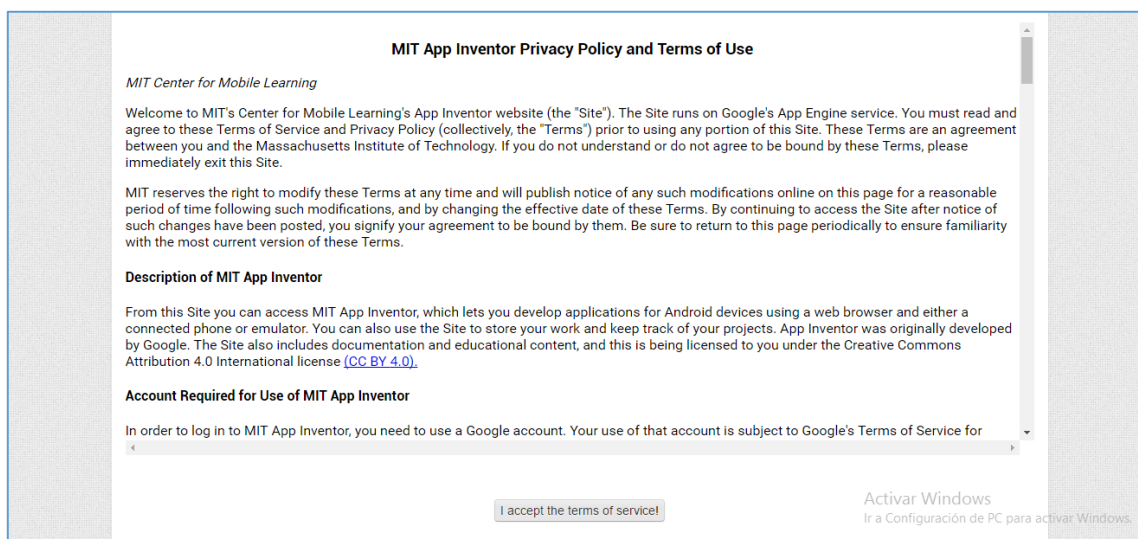 MIT App Inventor Privacy Policy and Terms of Use
MIT Center for Mobile Learning
Welcome to MIT's Center for Mobile Learning's App Inventor website (the "Site"). The Site runs on Google's App Engine service. You must read and
agree to these Terms of Service and Privacy Policy (collectively, the "Terms") prior to using any portion of this Site. These Terms are an agreement
between you and the Massachusetts Institute of Technology. If you do not understand or do not agree to be bound by these Terms, please
immediately exit this Site.
MIT reserves the right to modify these Terms at any time and will publish notice of any such modifications online on this page for a reasonable
period of time following such modifications, and by changing the effective date of these Terms. By continuing to access the Site after notice of
such changes have been posted, you signify your agreement to be bound by them. Be sure to return to this page periodically to ensure familiarity
with the most current version of these Terms.
Description of MIT App Inventor
From this Site you can access MIT App Inventor, which lets you develop applications for Android devices using a web browser and either a
connected phone or emulator. You can also use the Site to store your work and keep track of your projects. App Inventor was originally developed
by Google. The Site also includes documentation and educational content, and this is being licensed to you under the Creative Commons
Attribution 4.0 International license (CC BY 4.0).
Account Required for Use of MIT App Inventor
In order to log in to MIT App Inventor, you need to use a Google account. Your use of that account is subject to Google's Terms of Service for
I accept the terms of service!
Activar Windows
Ir a Configuración de PC para activar Windows.